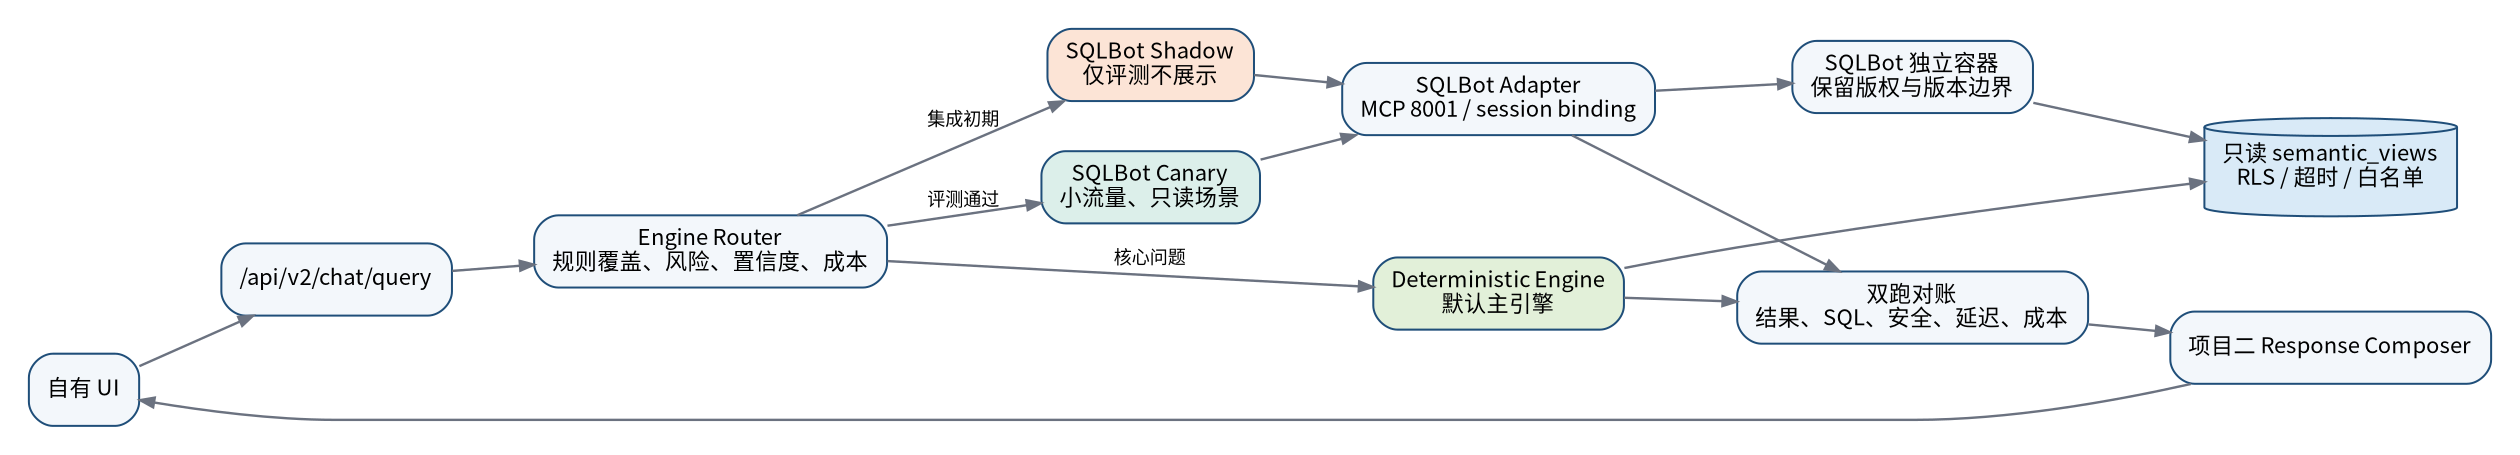 自有 UI
/api/v2/chat/query
Engine Router
规则覆盖、风险、置信度、成本
集成初期
评测通过
核心问题
SQLBot Shadow
仅评测不展示
SQLBot Canary
小流量、只读场景
Deterministic Engine
默认主引擎
SQLBot Adapter
MCP 8001 / session binding
SQLBot 独立容器
保留版权与版本边界
双跑对账
结果、SQL、安全、延迟、成本
只读 semantic_views
RLS / 超时 / 白名单
项目二 Response Composer